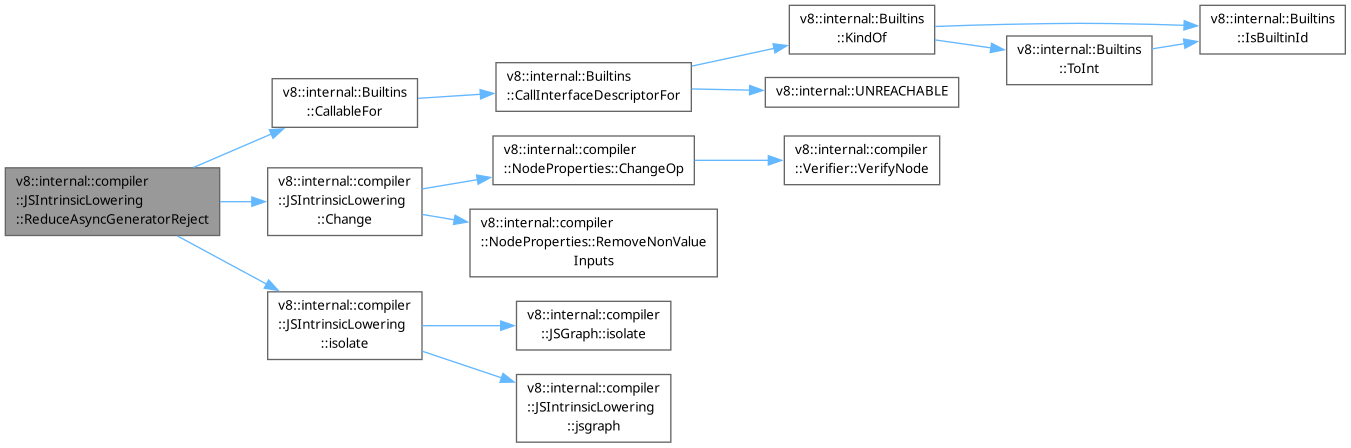 v8::internal::compiler
::JSIntrinsicLowering
::ReduceAsyncGeneratorReject
v8::internal::Builtins
::CallableFor
v8::internal::Builtins
::CallInterfaceDescriptorFor
v8::internal::Builtins
::KindOf
v8::internal::Builtins
::IsBuiltinId
v8::internal::Builtins
::ToInt
v8::internal::UNREACHABLE
v8::internal::compiler
::JSIntrinsicLowering
::Change
v8::internal::compiler
::NodeProperties::ChangeOp
v8::internal::compiler
::Verifier::VerifyNode
v8::internal::compiler
::NodeProperties::RemoveNonValue
Inputs
v8::internal::compiler
::JSIntrinsicLowering
::isolate
v8::internal::compiler
::JSGraph::isolate
v8::internal::compiler
::JSIntrinsicLowering
::jsgraph